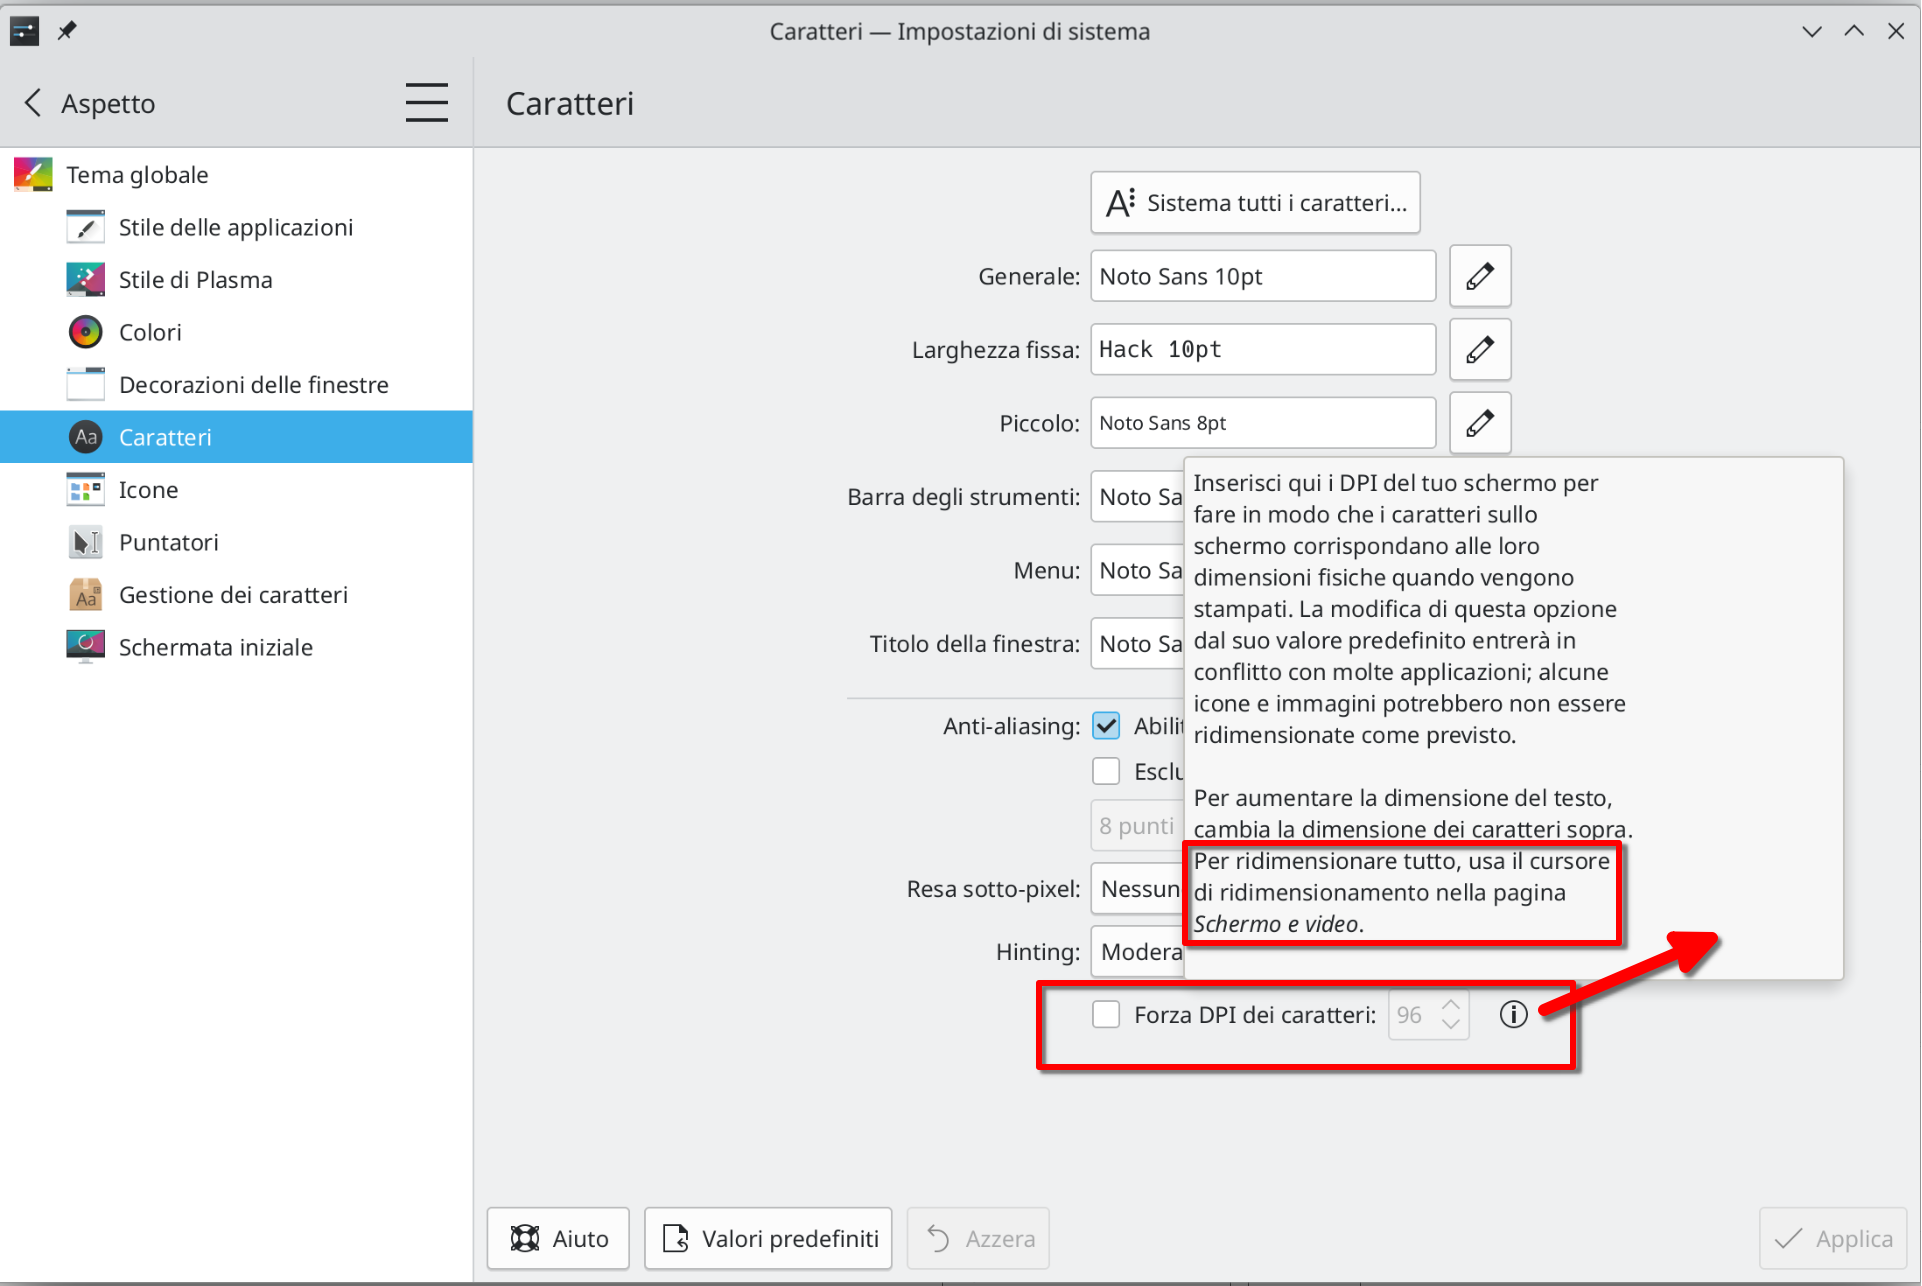 Caratteri — Impostazioni di sistema
Aspetto
Caratteri
Tema globale
Stile delle applicazioni
Stile di Plasma
Colori
Decorazioni delle finestre
Aa Caratteri
Icone
Puntatori
Aa Gestione dei caratteri
Schermata iniziale
A Sistema tutti i caratteri...
Generale: Noto Sans 10pt
Larghezza fissa: Hack 10pt
Piccolo: Noto Sans 8pt
Barra degli strumenti: Noto Sa
Menu: Noto Sa
Titolo della finestra: Noto Sa
Anti-aliasing: Abilit
Esclu
8 punti
Resa sotto-pixel: Nessun
Hinting: Modera
Forza DPI dei caratteri: 96
Inserisci qui i DPI del tuo schermo per
fare in modo che i caratteri sullo
schermo corrispondano alle loro
dimensioni fisiche quando vengono
stampati. La modifica di questa opzione
dal suo valore predefinito entrerà in
conflitto con molte applicazioni; alcune
icone e immagini potrebbero non essere
ridimensionate come previsto.
Per aumentare la dimensione del testo,
cambia la dimensione dei caratteri sopra.
Per ridimensionare tutto, usa il cursore
di ridimensionamento nella pagina
Schermo e video.
Aiuto
Valori predefiniti
Azzera
Applica